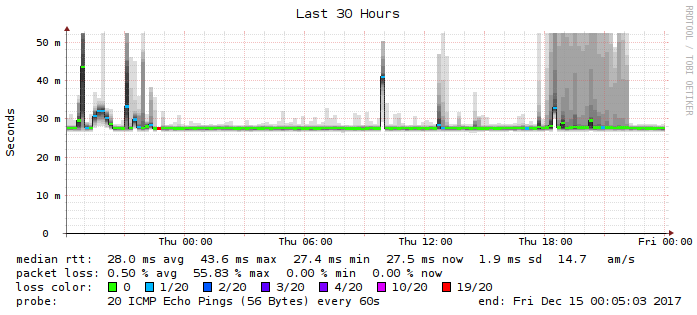 Last 30 Hours
RRDTOOL / TOBI OETIKER
Seconds
50 m
40 m
30 m
20 m
10 m
0
Thu 00:00 Thu 06:00 Thu 12:00 Thu 18:00 Fri 00:00
median rtt: 28.0 ms avg 43.6 ms max 27.4 ms min 27.5 ms now 1.9 ms sd 14.7 am/s
packet loss: 0.50 % avg 55.83 % max 0.00 % min 0.00 % now
loss color: 0 1/20 2/20 3/20 4/20 10/20 19/20
probe: 20 ICMP Echo Pings (56 Bytes) every 60s end: Fri Dec 15 00:05:03 2017